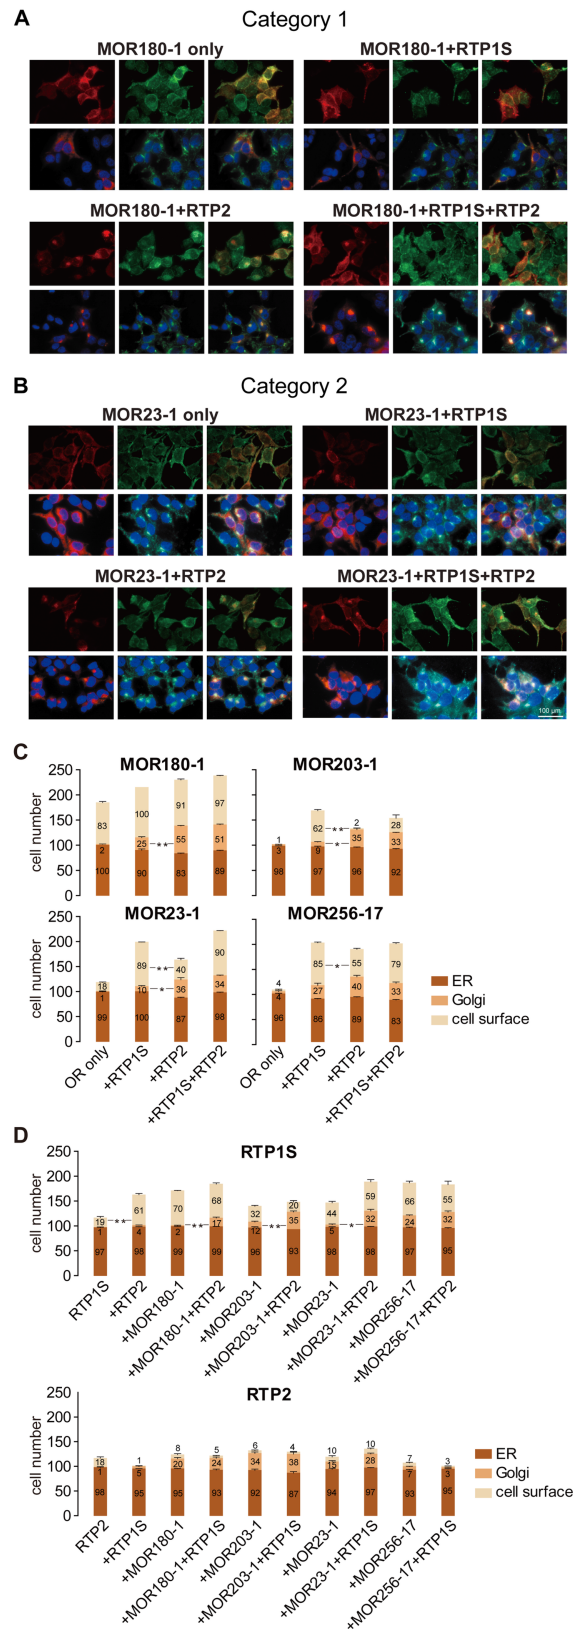 A
Category 1
MOR180-1 only
MOR180-1+RTP1S
MOR180-1+RTP2
MOR180-1+RTP1S+RTP2
B
Category 2
MOR23-1 only
MOR23-1+RTP1S
MOR23-1+RTP2
MOR23-1+RTP1S+RTP2
100 μm
C
MOR180-1
MOR203-1
cell number
250
200
150
100
50
0
83
2
100
100
25
90
**
91
55
83
97
51
89
1
3
98
62
9
97
**
*
2
35
96
28
33
92
MOR23-1
MOR256-17
cell number
250
200
150
100
50
0
18
1
99
89
10
100
**
*
40
36
87
90
34
98
4
4
96
85
27
86
*
55
40
89
79
33
83
OR only
+RTP1S
+RTP2
+RTP1S+RTP2
OR only
+RTP1S
+RTP2
+RTP1S+RTP2
ER
Golgi
cell surface
D
RTP1S
cell number
250
200
150
100
50
0
19
1
97
**
61
4
98
70
2
99
**
68
17
99
32
12
96
**
20
35
93
44
5
98
*
59
32
98
66
24
97
55
32
95
RTP1S
+RTP2
+MOR180-1
+MOR180-1+RTP2
+MOR203-1
+MOR203-1+RTP2
+MOR23-1
+MOR23-1+RTP2
+MOR256-17
+MOR256-17+RTP2
RTP2
cell number
250
200
150
100
50
0
18
1
98
1
5
95
8
20
95
5
24
93
6
34
92
4
38
87
10
15
94
10
28
97
7
7
93
3
3
95
ER
Golgi
cell surface
RTP2
+RTP1S
+MOR180-1
+MOR180-1+RTP1S
+MOR203-1
+MOR203-1+RTP1S
+MOR23-1
+MOR23-1+RTP1S
+MOR256-17
+MOR256-17+RTP1S